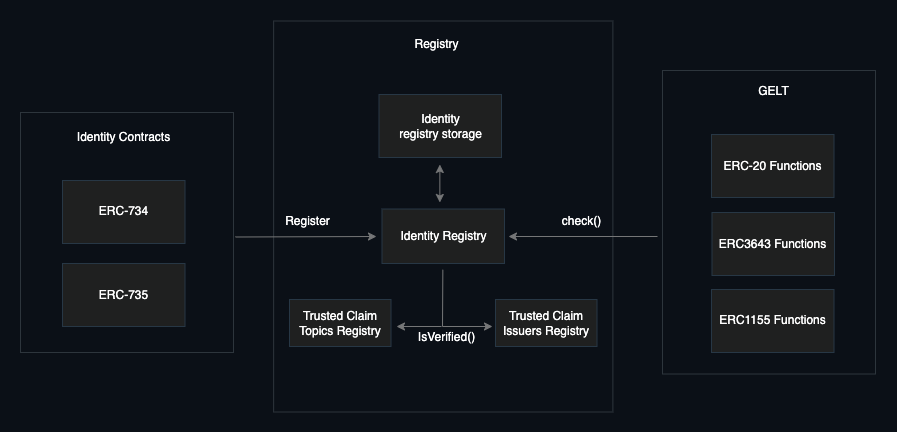 Registry
Identity
registry storage
GELT
Identity Contracts
ERC-20 Functions
ERC-734
Register
Identity Registry
check()
ERC3643 Functions
ERC-735
Trusted Claim
Topics Registry
IsVerified()
Trusted Claim
Issuers Registry
ERC1155 Functions